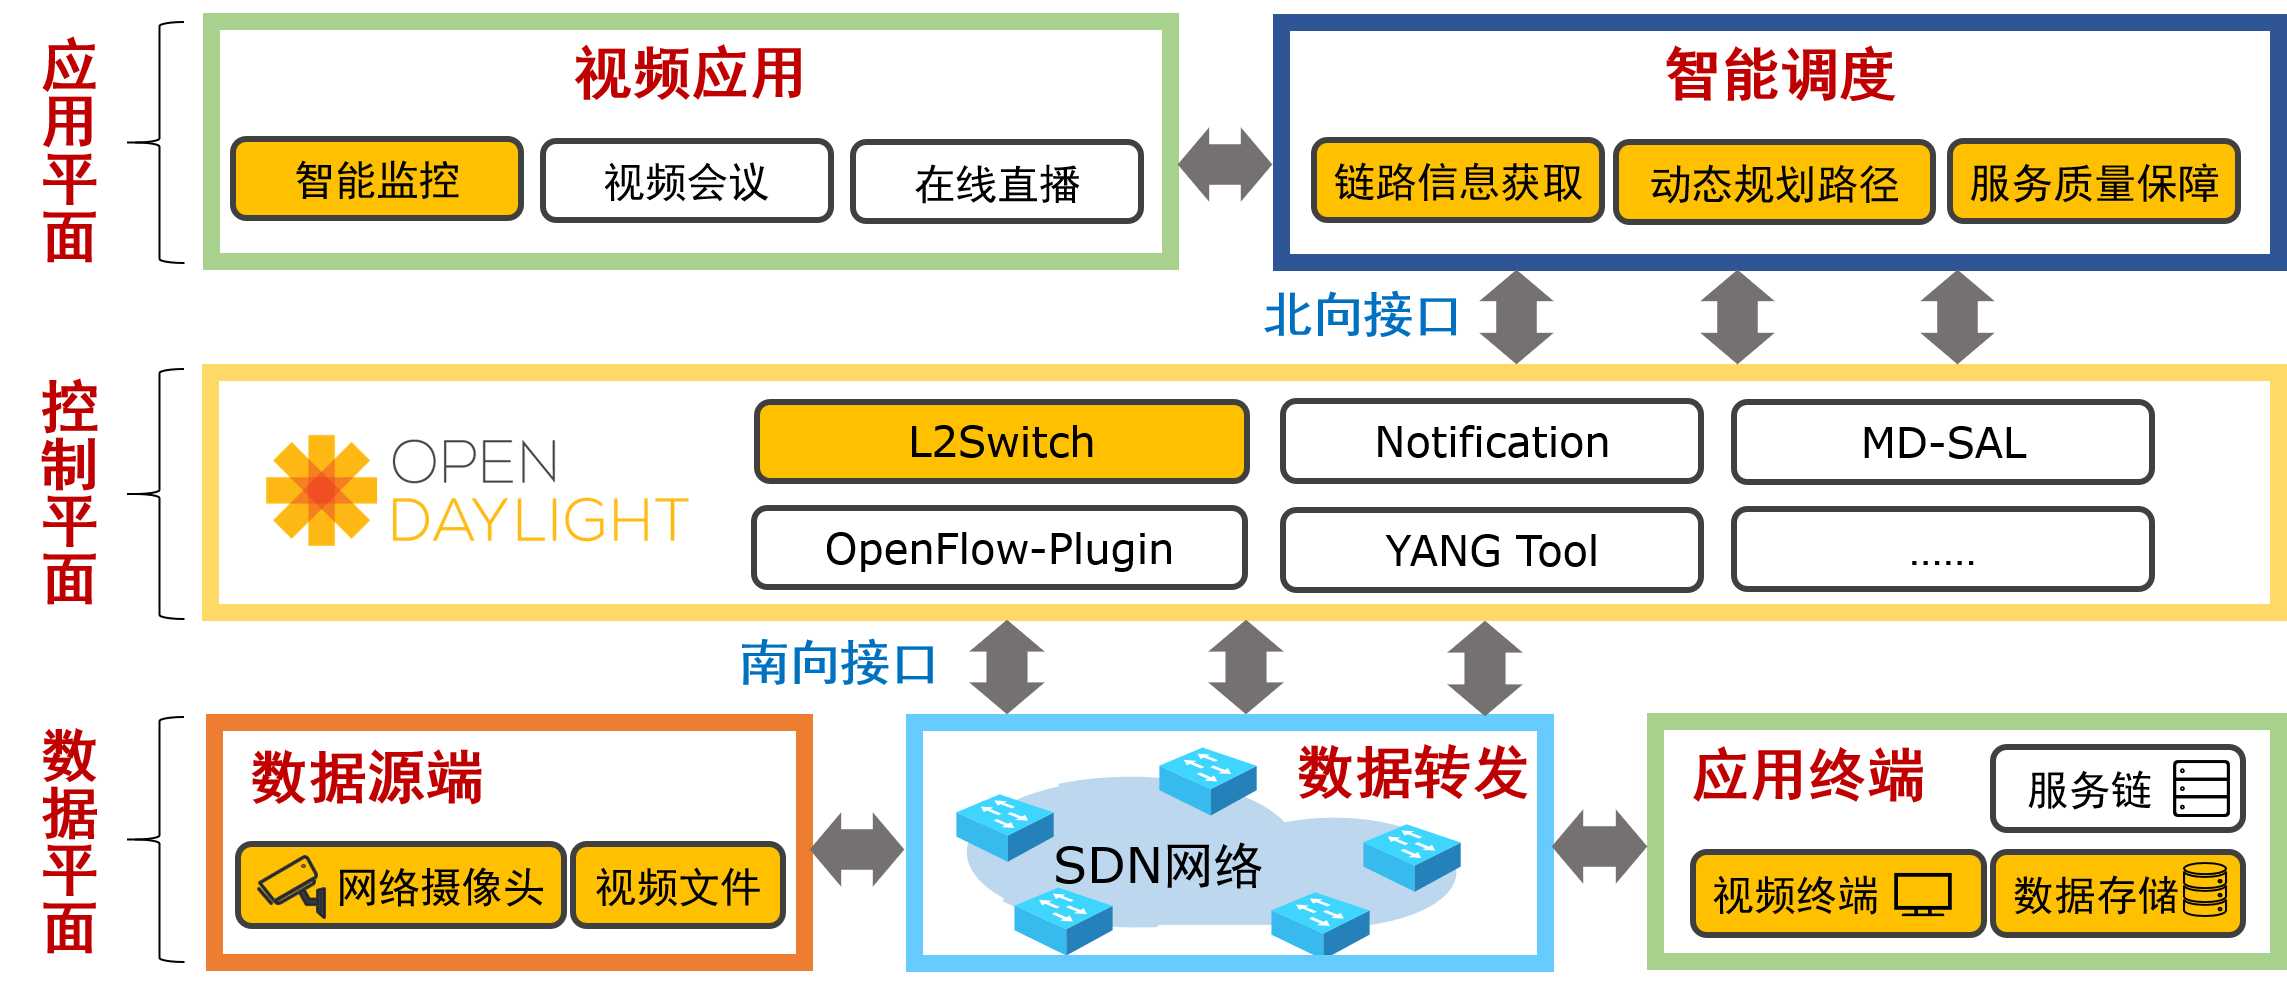 应用平面
视频应用
智能监控
视频会议
在线直播
智能调度
链路信息获取
动态规划路径
服务质量保障
北向接口
控制平面
OPEN
DAYLIGHT
L2Switch
Notification
MD-SAL
OpenFlow-Plugin
YANG Tool
......
南向接口
数据平面
数据源端
网络摄像头
视频文件
数据转发
SDN网络
应用终端
服务链
视频终端
数据存储